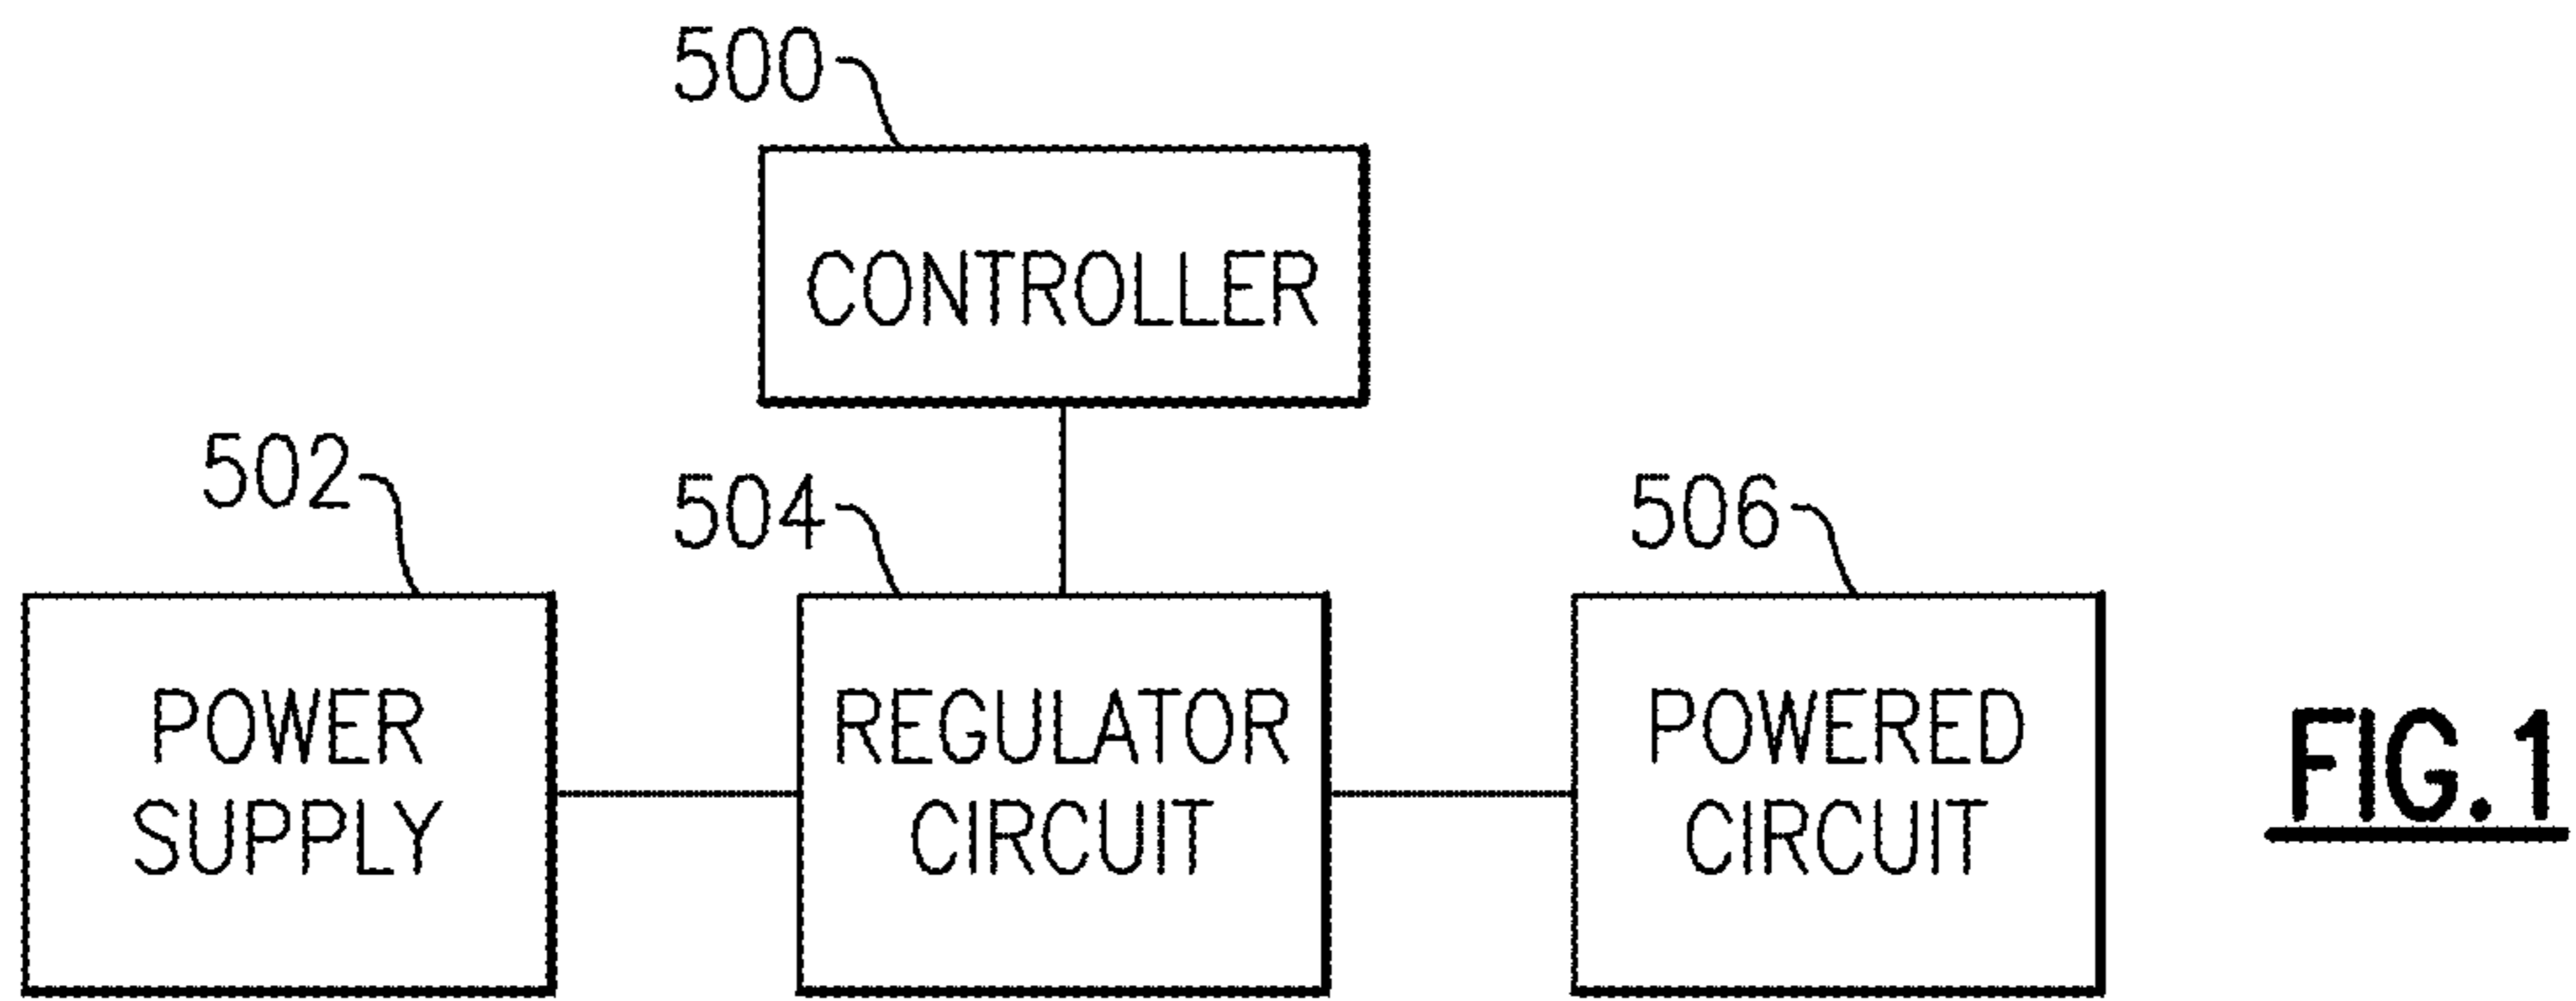 500
CONTROLLER
502
504
506
POWER
SUPPLY
REGULATOR
CIRCUIT
POWERED
CIRCUIT
FIG.1